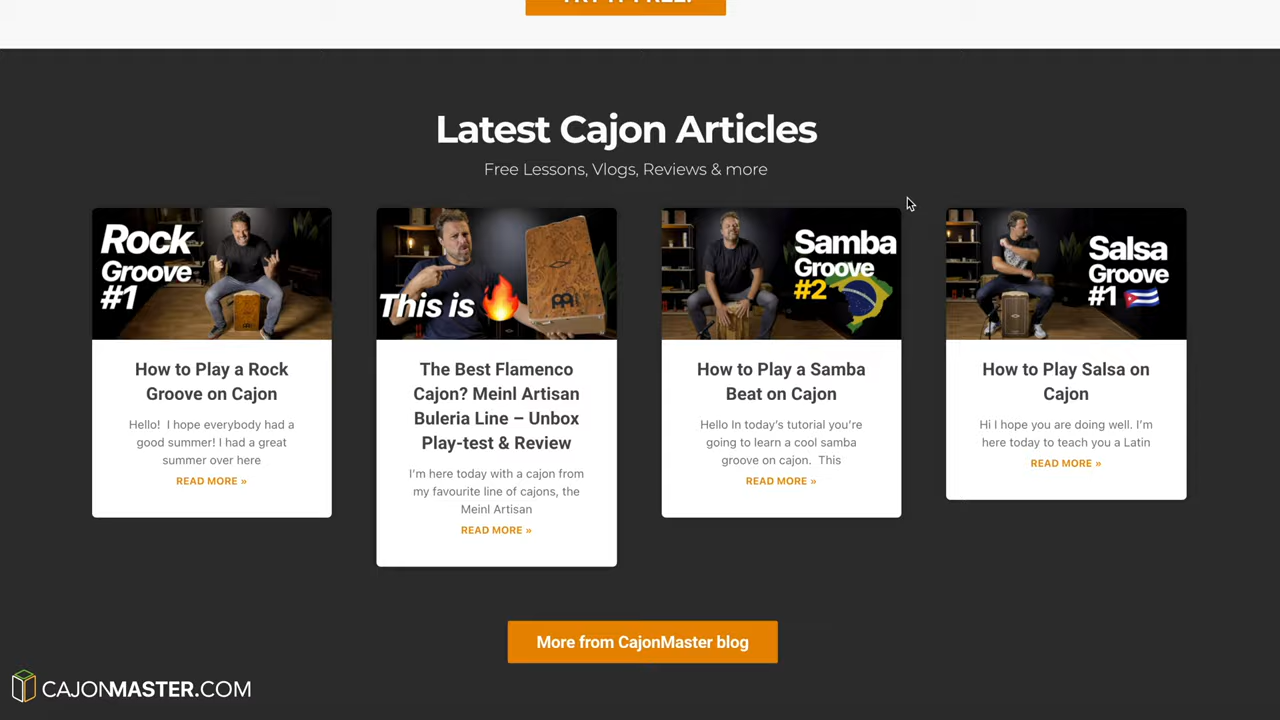 TRY IT FREE!
Latest Cajon Articles
Free Lessons, Vlogs, Reviews & more
Rock
Groove
#1
How to Play a Rock
Groove on Cajon
Hello!  I hope everybody had a
good summer! I had a great
summer over here
READ MORE »
This is
The Best Flamenco
Cajon? Meinl Artisan
Buleria Line – Unbox
Play-test & Review
I'm here today with a cajon from
my favourite line of cajons, the
Meinl Artisan
READ MORE »
Samba
Groove
#2
How to Play a Samba
Beat on Cajon
Hello In today's tutorial you're
going to learn a cool samba
groove on cajon.  This
READ MORE »
Salsa
Groove
#1
How to Play Salsa on
Cajon
Hi I hope you are doing well. I'm
here today to teach you a Latin
READ MORE »
More from CajonMaster blog
CAJONMASTER.COM